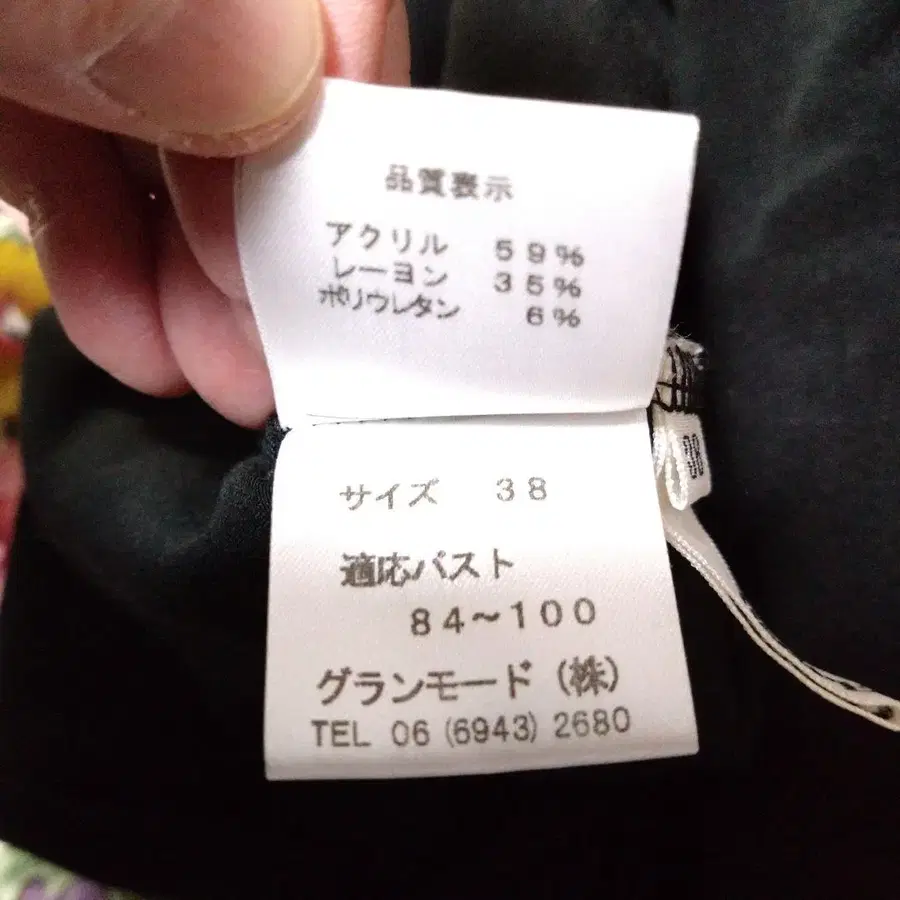 品質表示
アクリル 59%
レーヨン 35%
ポリウレタン 6%
サイズ 38
適応バスト
84~100
グランモード(株)
TEL 06(6943)2680
38